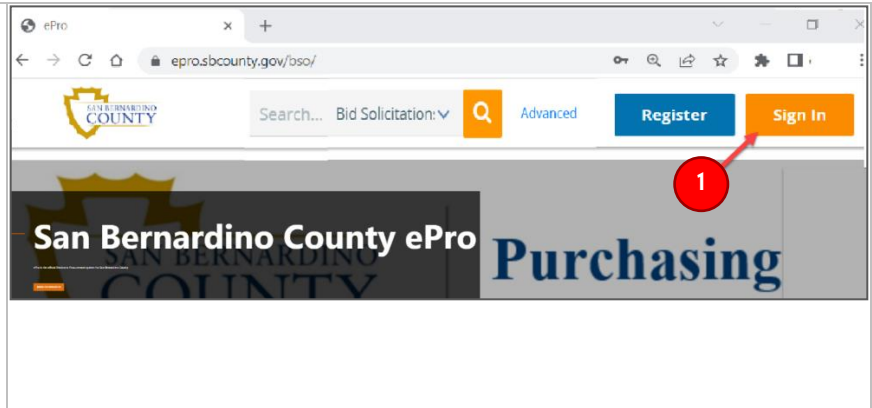 ePro
epro.sbcounty.gov/bso/
SAN BERNARDINO
COUNTY
Search... Bid Solicitation: Advanced Register Sign In
1
San Bernardino County ePro
SAN BERNARDINO
COUNTY
Purchasing